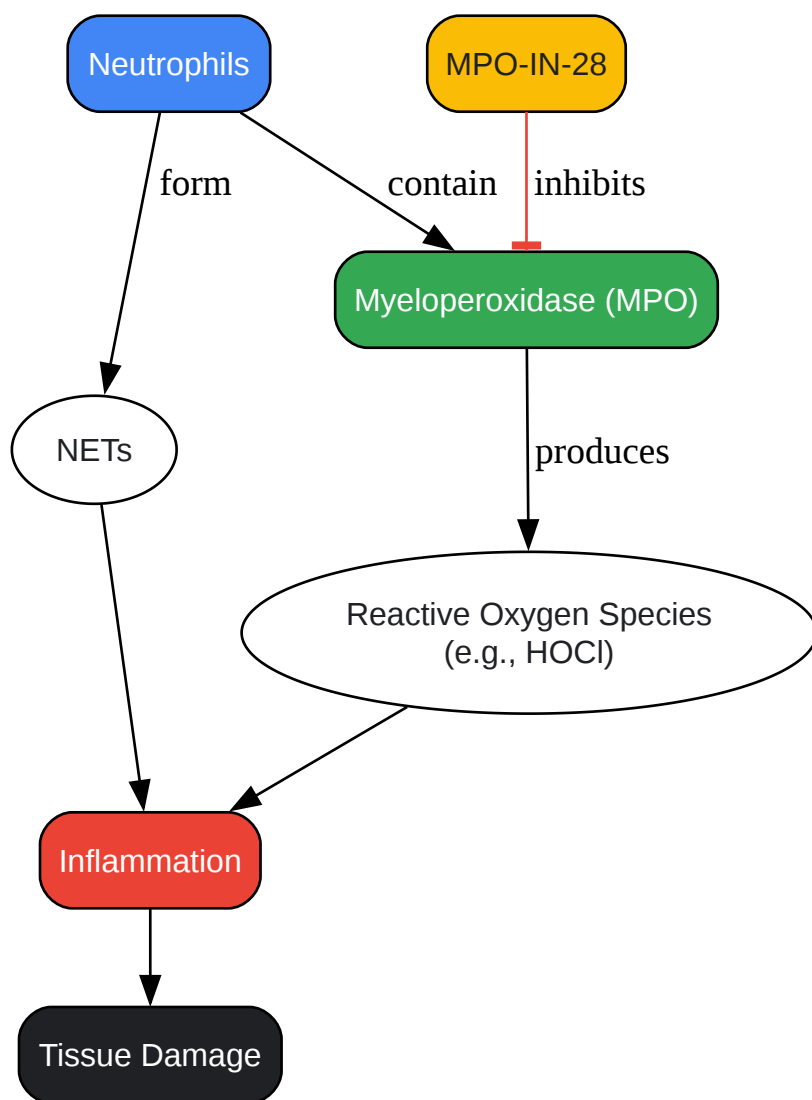 Neutrophils
MPO-IN-28
form
contain
inhibits
Myeloperoxidase (MPO)
NETs
produces
Reactive Oxygen Species
(e.g., HOCl)
Inflammation
Tissue Damage